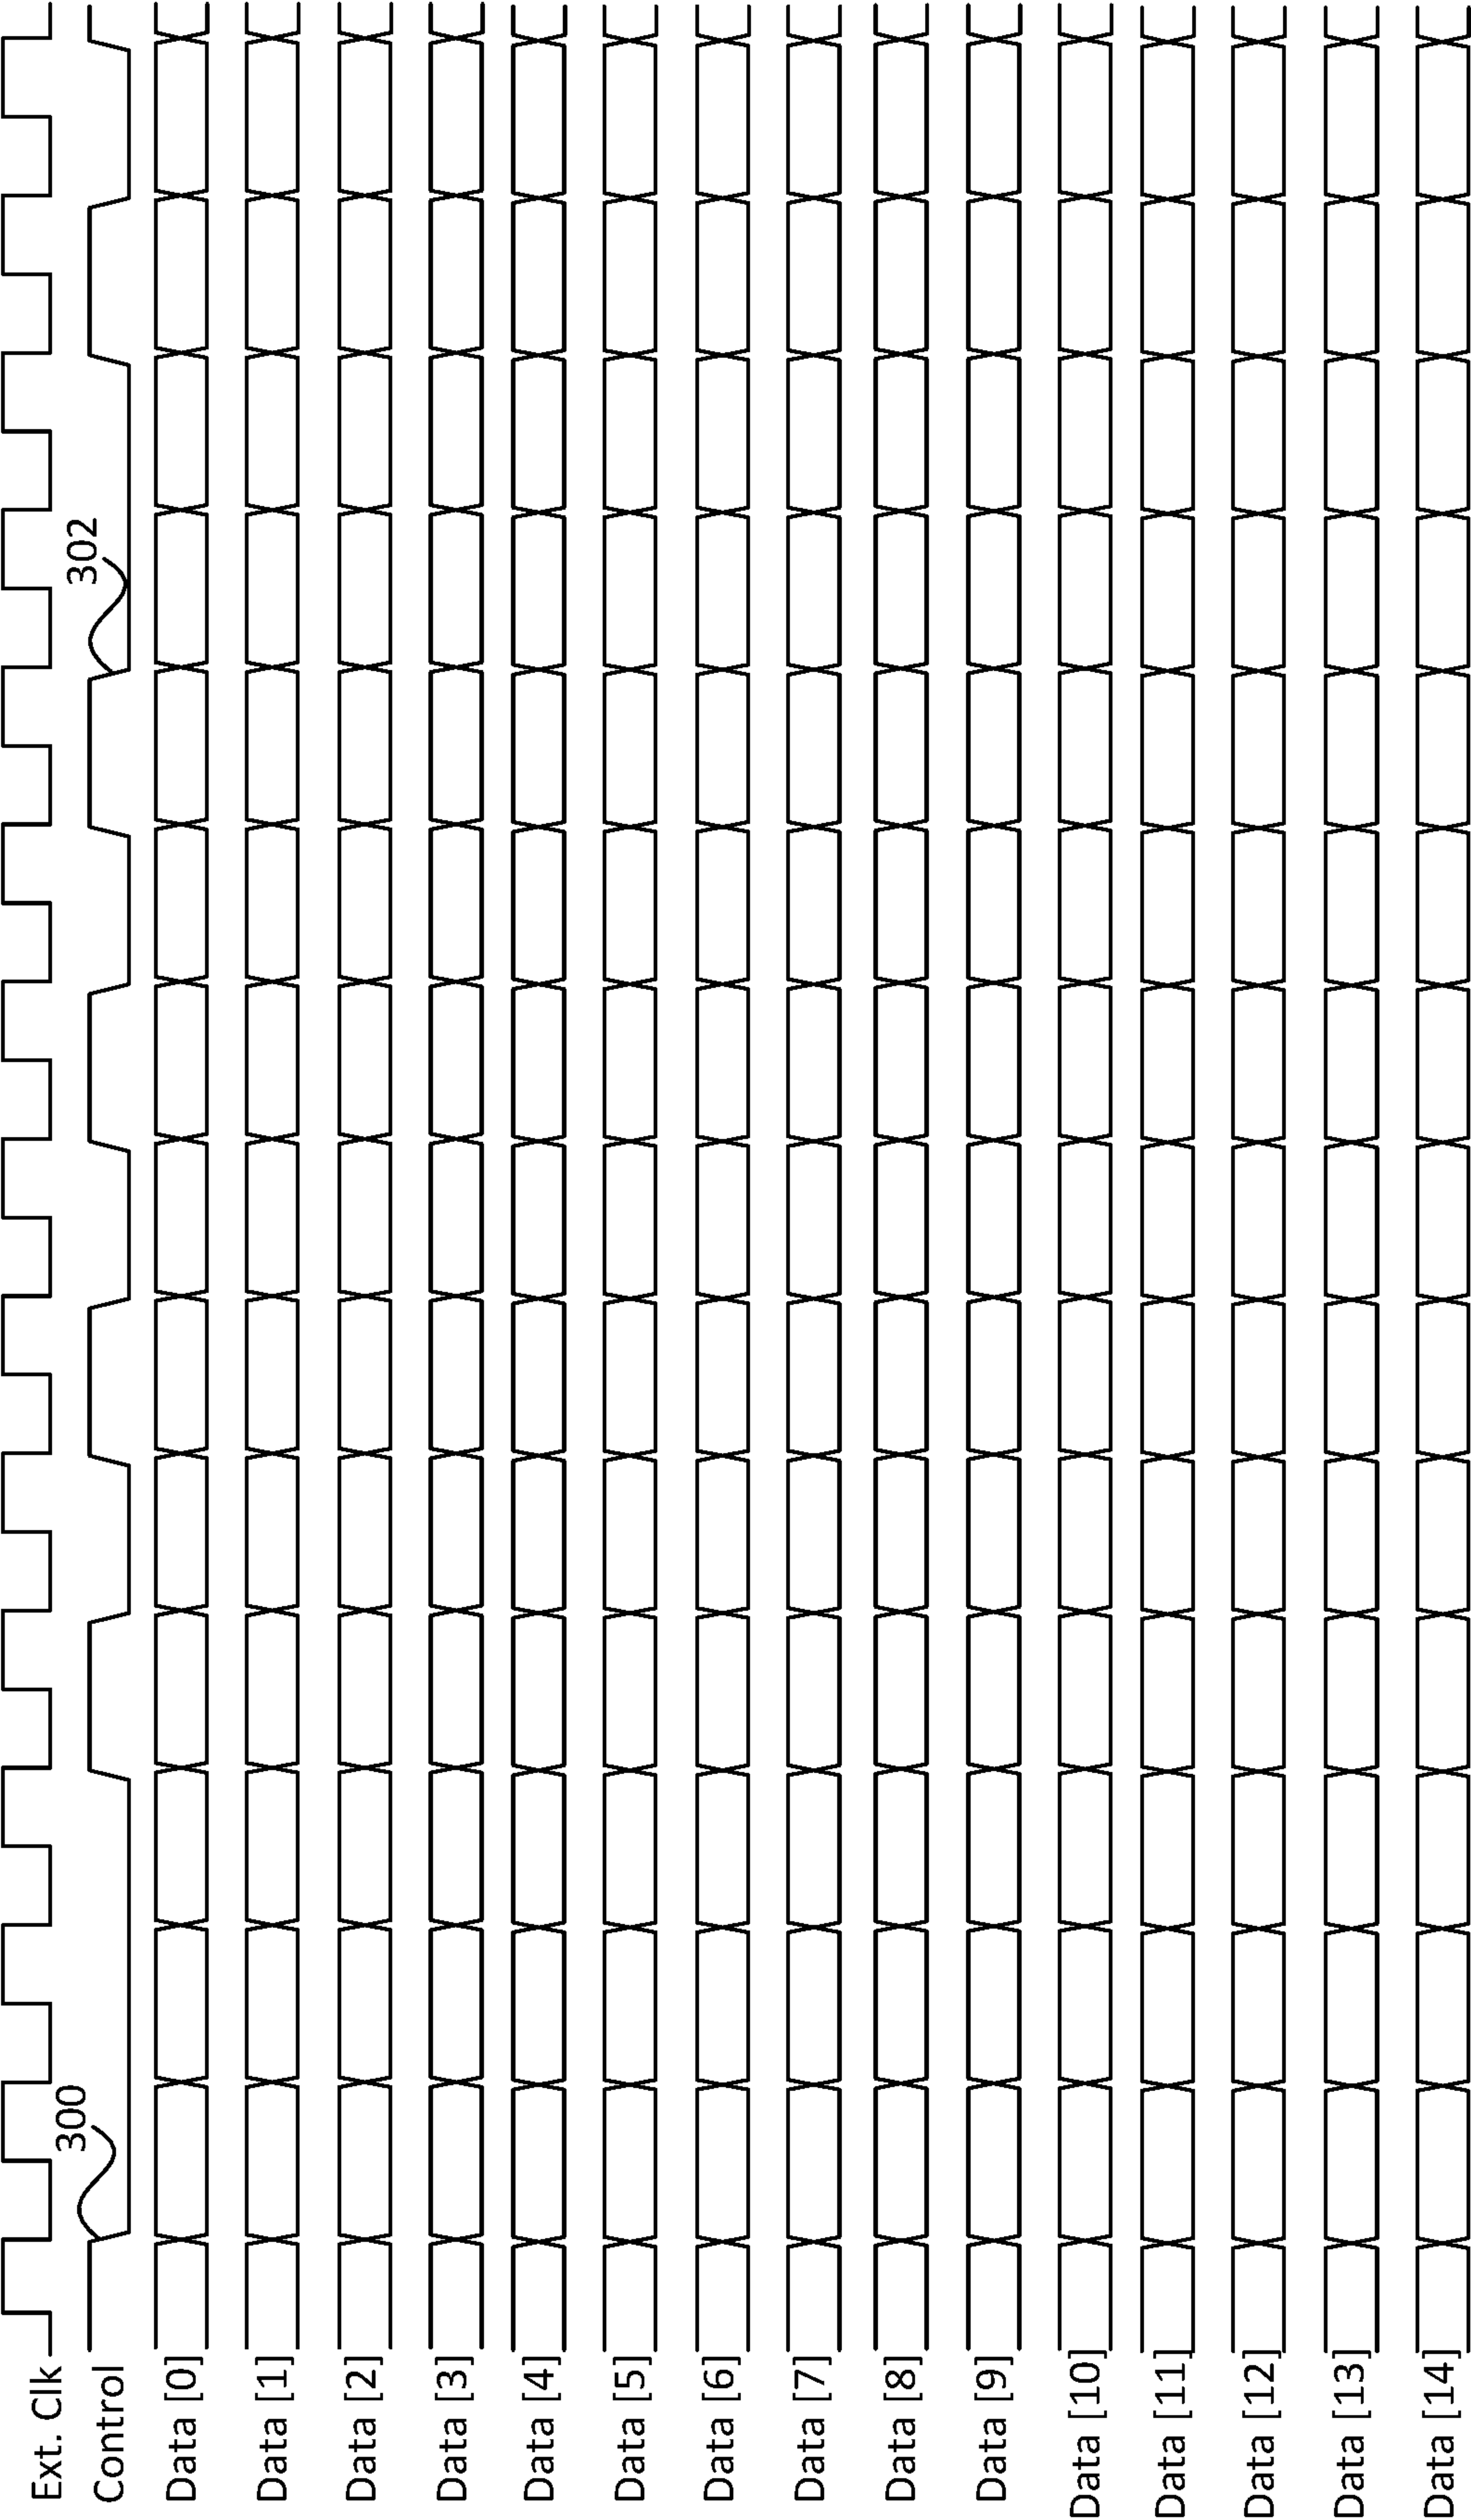 Ext. Clk
300
302
Control
Data [0]
Data [1]
Data [2]
Data [3]
Data [4]
Data [5]
Data [6]
Data [7]
Data [8]
Data [9]
Data [10]
Data [11]
Data [12]
Data [13]
Data [14]